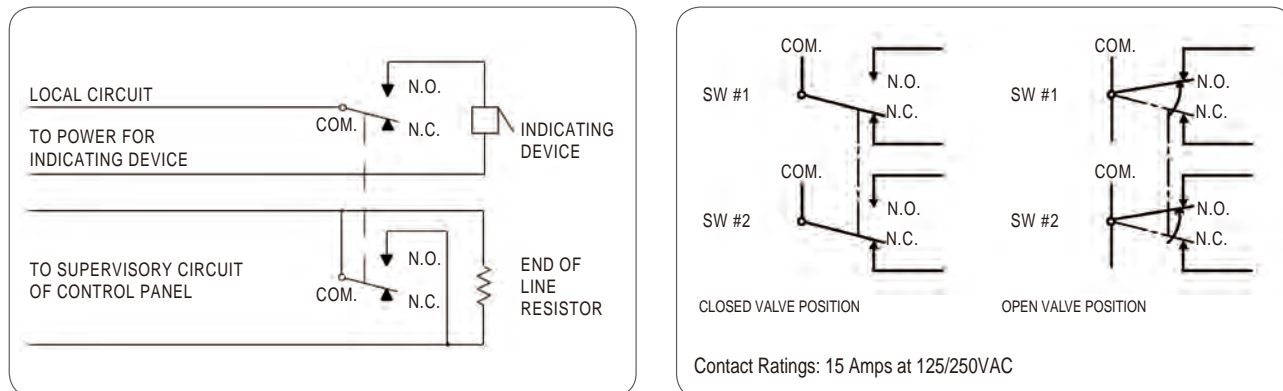 LOCAL CIRCUIT
TO POWER FOR
INDICATING DEVICE
COM.
N.O.
N.C.
INDICATING
DEVICE
TO SUPERVISORY CIRCUIT
OF CONTROL PANEL
COM.
N.O.
N.C.
END OF
LINE
RESISTOR
COM.
SW #1
N.O.
N.C.
COM.
SW #2
N.O.
N.C.
CLOSED VALVE POSITION
COM.
SW #1
N.O.
N.C.
COM.
SW #2
N.O.
N.C.
OPEN VALVE POSITION
Contact Ratings: 15 Amps at 125/250VAC